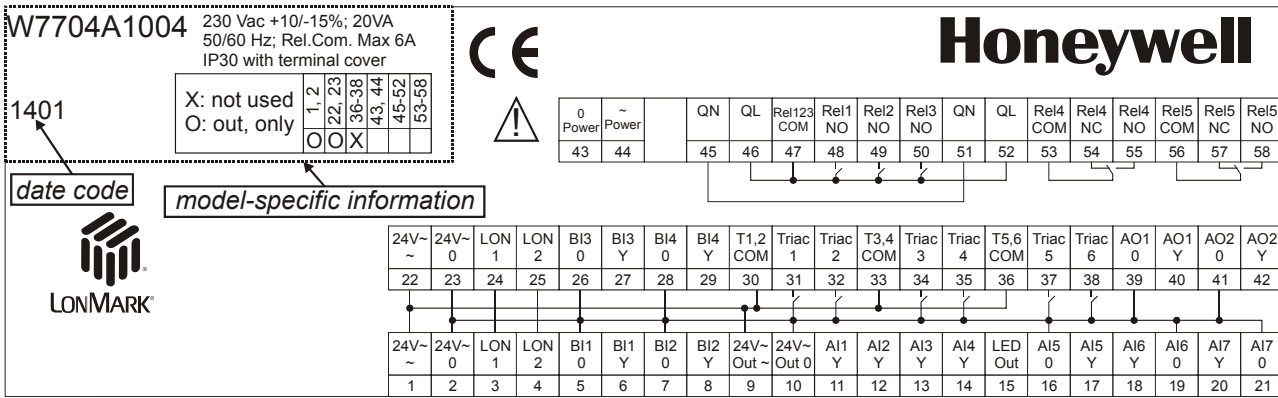 W7704A1004
230 Vac +10/-15%; 20VA
50/60 Hz; Rel.Com. Max 6A
IP30 with terminal cover
1401
X: not used
O: out, only
1, 2 22, 23 36-38 43, 44 45-52 53-58
O O X
date code
model-specific information
CE
Honeywell
LONMARK
0 Power ~ Power QN QL Rel123 COM Rel1 NO Rel2 NO Rel3 NO QN QL Rel4 COM Rel4 NC Rel4 NO Rel5 COM Rel5 NC Rel5 NO
43 44 45 46 47 48 49 50 51 52 53 54 55 56 57 58
24V~ 24V~ LON LON BI3 BI3 BI4 BI4 T1,2 Triac Triac T3,4 Triac Triac T5,6 Triac Triac AO1 AO1 AO2 AO2
~ 0 1 2 0 Y 0 Y COM 1 2 COM 3 4 COM 5 6 0 Y 0 Y
22 23 24 25 26 27 28 29 30 31 32 33 34 35 36 37 38 39 40 41 42
24V~ 24V~ LON LON BI1 BI1 BI2 BI2 24V~ 24V~ AI1 AI2 AI3 AI4 LED AI5 AI5 AI6 AI6 AI7 AI7
~ 0 1 2 0 Y 0 Y Out ~ Out 0 Y Y Y Y Out 0 Y Y 0 Y 0
1 2 3 4 5 6 7 8 9 10 11 12 13 14 15 16 17 18 19 20 21